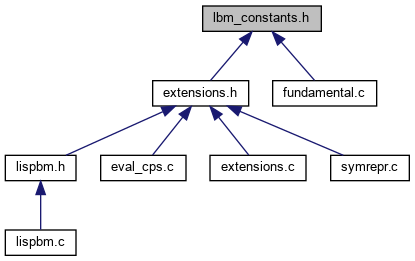 lbm_constants.h
extensions.h
fundamental.c
lispbm.h
eval_cps.c
extensions.c
symrepr.c
lispbm.c